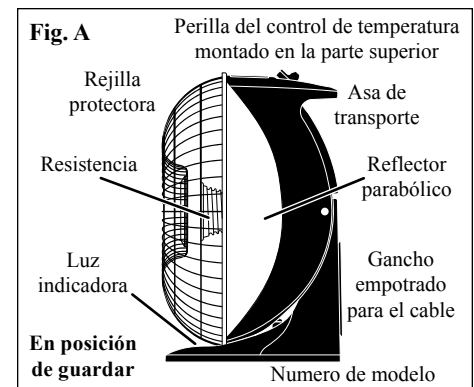 Fig. A
Perilla del control de temperatura
montado en la parte superior
Rejilla
protectora
Asa de
transporte
Resistencia
Reflector
parabólico
Luz
indicadora
Gancho
empotrado
para el cable
En posición
de guardar
Numero de modelo